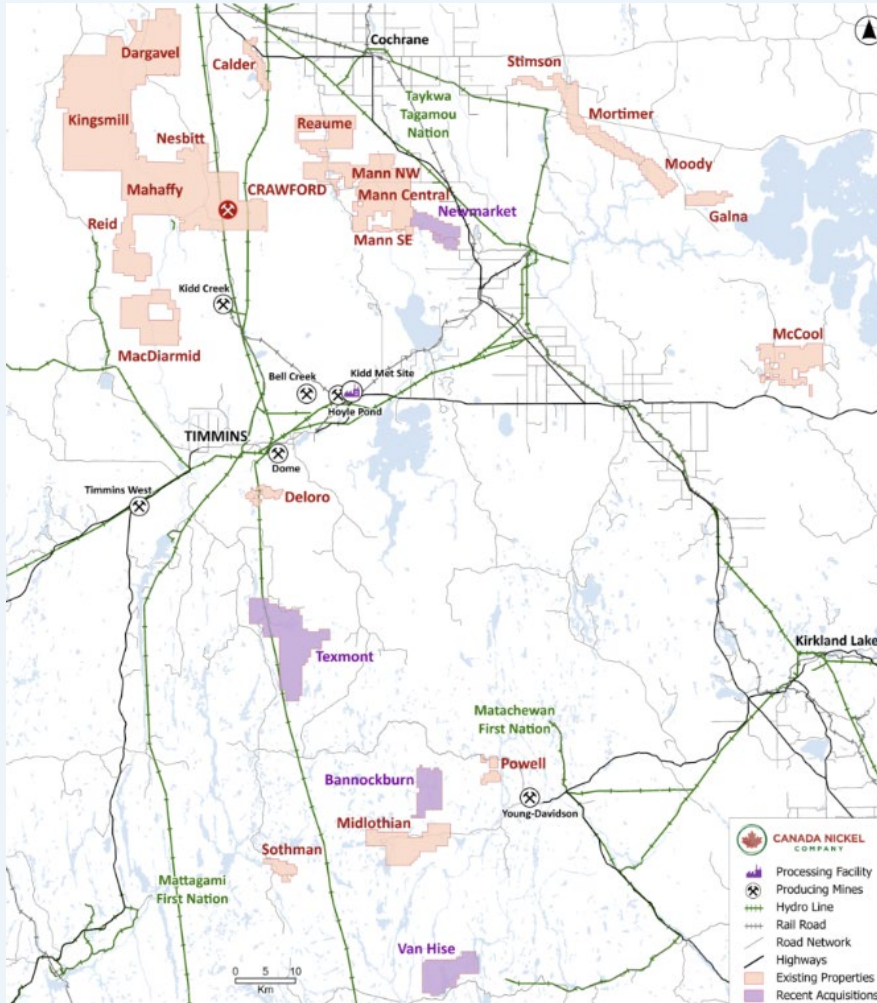 Cochrane
Dargavel
Calder
Stimson
Taykwa
Tagamou
Nation
Kingsmill
Reaume
Mortimer
Nesbitt
Mann NW
Moody
Mahaffy
CRAWFORD
Mann Central
Newmarket
Galna
Reid
Mann SE
Kidd Creek
McCool
MacDiarmid
Bell Creek
Kidd Met Site
Hoyle Pond
TIMMINS
Dome
Timmins West
Deloro
Kirkland Lake
Texmont
Matachewan
First Nation
Powell
Bannockburn
Young-Davidson
Midlothian
Sothman
Mattagami
First Nation
Van Hise
0 5 10
Km
CANADA NICKEL
COMPANY
Processing Facility
Producing Mines
Hydro Line
Rail Road
Road Network
Highways
Existing Properties
Recent Acquisitions